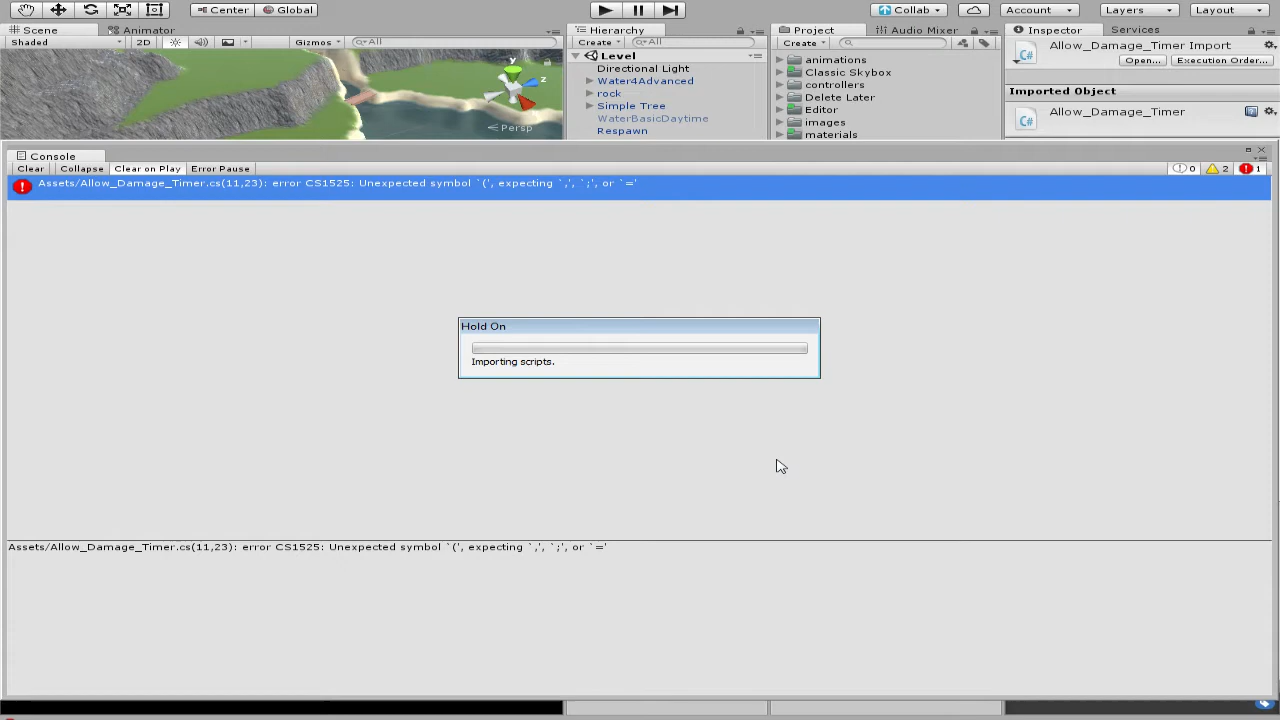 Center Global Collab Account Layers Layout
Scene Animator Hierarchy Project Audio Mixer Inspector Services
Shaded 2D Gizmos All Create All Create Allow_Damage_Timer Import
Level animations Open... Execution Order...
Directional Light Classic Skybox
Water4Advanced controllers
rock Delete Later Imported Object
Simple Tree Editor
WaterBasicDaytime images Allow_Damage_Timer
Respawn materials
y
z
Persp
C#
C#
Console
Clear Collapse Clear on Play Error Pause 0 2 1
Assets/Allow_Damage_Timer.cs(11,23): error CS1525: Unexpected symbol `(', expecting `,', `;', or `='
Hold On
Importing scripts.
Assets/Allow_Damage_Timer.cs(11,23): error CS1525: Unexpected symbol `(', expecting `,', `;', or `='